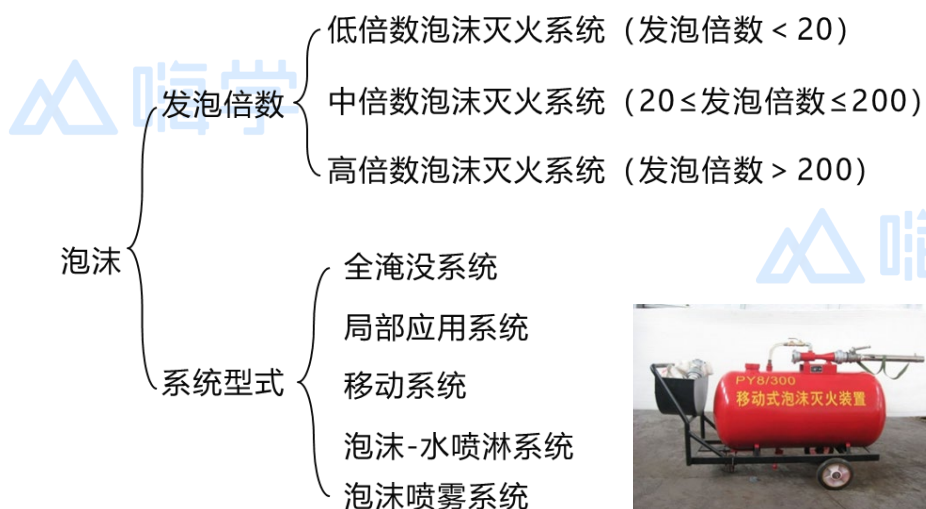 低倍数泡沫灭火系统（发泡倍数 < 20）
嗨学
发泡倍数
中倍数泡沫灭火系统（20≤发泡倍数≤200）
高倍数泡沫灭火系统（发泡倍数 > 200）
泡沫
嗨
全淹没系统
局部应用系统
系统型式
移动系统
泡沫-水喷淋系统
泡沫喷雾系统
PY8/300
移动式泡沫灭火装置